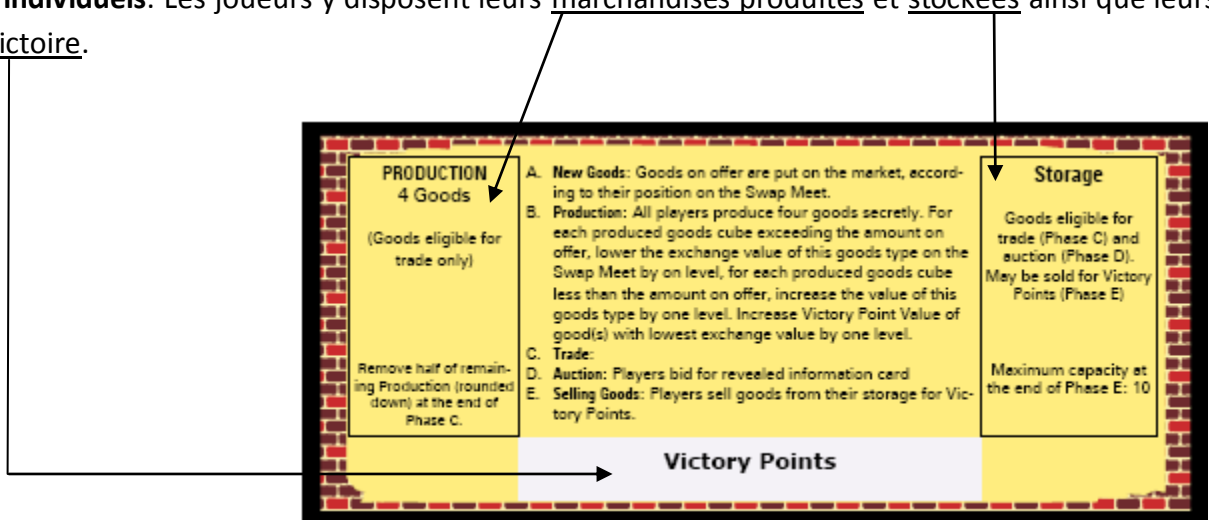 individuels: Les joueurs y disposent leurs marchandises produites et stockées ainsi que leurs
ictoire.
PRODUCTION
4 Goods
(Goods eligible for
trade only)
Remove half of remain-
ing Production (rounded
down) at the end of
Phase C.
A. New Goods: Goods on offer are put on the market, accord-
ing to their position on the Swap Meet.
B. Production: All players produce four goods secretly. For
each produced goods cube exceeding the amount on
offer, lower the exchange value of this goods type on the
Swap Meet by on level, for each produced goods cube
less than the amount on offer, increase the value of this
goods type by one level. Increase Victory Point Value of
good(s) with lowest exchange value by one level.
C. Trade:
D. Auction: Players bid for revealed information card
E. Selling Goods: Players sell goods from their storage for Vic-
tory Points.
Storage
Goods eligible for
trade (Phase C) and
auction (Phase D).
May be sold for Victory
Points (Phase E)
Maximum capacity at
the end of Phase E: 10
Victory Points